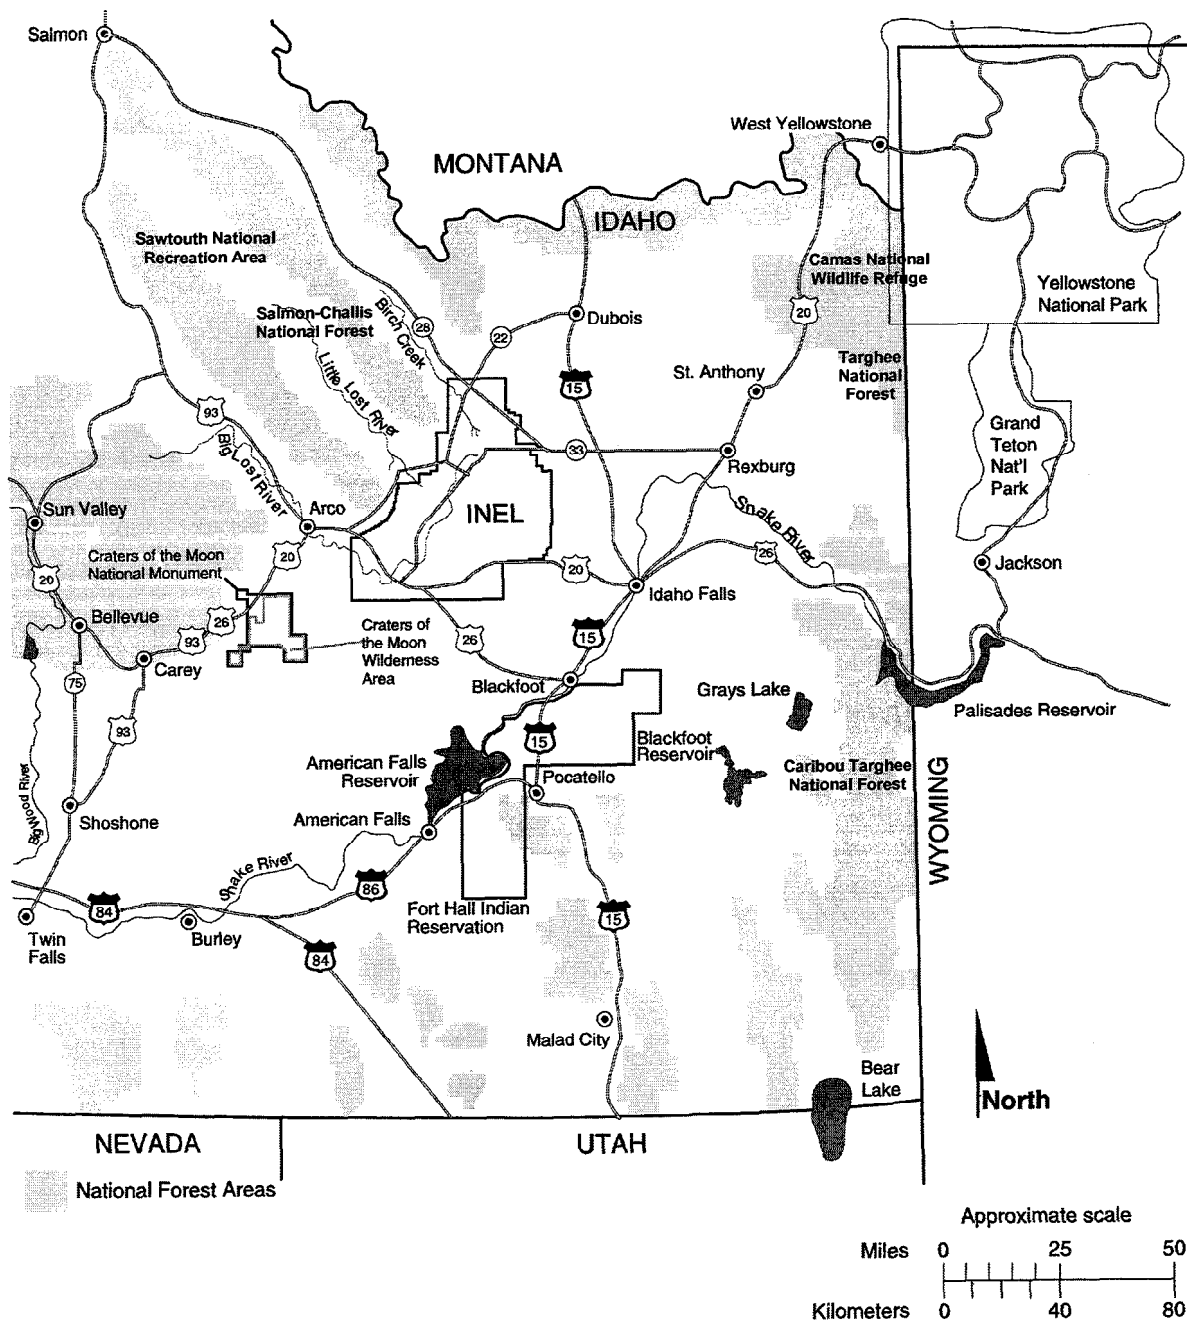 Salmon
West Yellowstone
MONTANA
IDAHO
Sawtouth National
Recreation Area
Camas National
Wildlife Refuge
Yellowstone
National Park
Salmon-Challis
National Forest
Birch Creek
28
22
Dubois
20
Little Lost River
15
St. Anthony
Targhee
National
Forest
93
Grand
Teton
Nat'l
Park
Big Lost River
33
Rexburg
Sun Valley
Arco
INEL
Snake River
20
26
Craters of the Moon
National Monument
20
20
Jackson
Idaho Falls
Bellevue
26
93
Craters of
the Moon
Wilderness
Area
26
15
Carey
75
Blackfoot
Grays Lake
Palisades Reservoir
93
15
Blackfoot
Reservoir
American Falls
Reservoir
Pocatello
Caribou Targhee
National Forest
Big Wood River
Shoshone
American Falls
WYOMING
Snake River
86
84
Fort Hall Indian
Reservation
15
Twin
Falls
Burley
84
Malad City
Bear
Lake
North
NEVADA
UTAH
National Forest Areas
Approximate scale
Miles 0 25 50
Kilometers 0 40 80